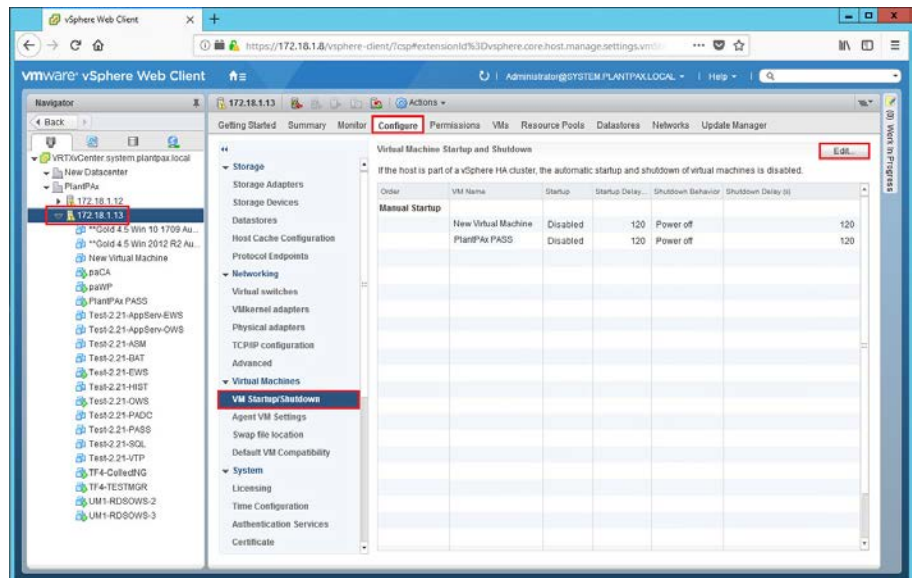 vSphere Web Client
https://172.18.1.8/vsphere-client/?csp#extensionId%3Dvsphere.core.host.manage.settings.vm
vmware® vSphere Web Client
Administrator@SYSTEM.PLANTPAX.LOCAL
Help
Navigator
Back
VRTXvCenter.system.plantpax.local
New Datacenter
PlantPAx
172.18.1.12
172.18.1.13
**Gold 4.5 Win 10 1709 Au...
**Gold 4.5 Win 2012 R2 Au...
New Virtual Machine
paCA
paWP
PlantPAx PASS
Test-2.21-AppServ-EWS
Test-2.21-AppServ-OWS
Test-2.21-ASM
Test-2.21-BAT
Test-2.21-EWS
Test-2.21-HIST
Test-2.21-OWS
Test-2.21-PADC
Test-2.21-PASS
Test-2.21-SQL
Test-2.21-VTP
TF4-CollectNG
TF4-TESTMGR
UM1-RDSOWS-2
UM1-RDSOWS-3
172.18.1.13 Actions
Getting Started Summary Monitor Configure Permissions VMs Resource Pools Datastores Networks Update Manager
Storage
Storage Adapters
Storage Devices
Datastores
Host Cache Configuration
Protocol Endpoints
Networking
Virtual switches
VMkernel adapters
Physical adapters
TCP/IP configuration
Advanced
Virtual Machines
VM Startup/Shutdown
Agent VM Settings
Swap file location
Default VM Compatibility
System
Licensing
Time Configuration
Authentication Services
Certificate
Virtual Machine Startup and Shutdown
Edit...
If the host is part of a vSphere HA cluster, the automatic startup and shutdown of virtual machines is disabled.
Order VM Name Startup Startup Delay... Shutdown Behavior Shutdown Delay (s)
Manual Startup
New Virtual Machine Disabled 120 Power off 120
PlantPAx PASS Disabled 120 Power off 120
(0) Work In Progress